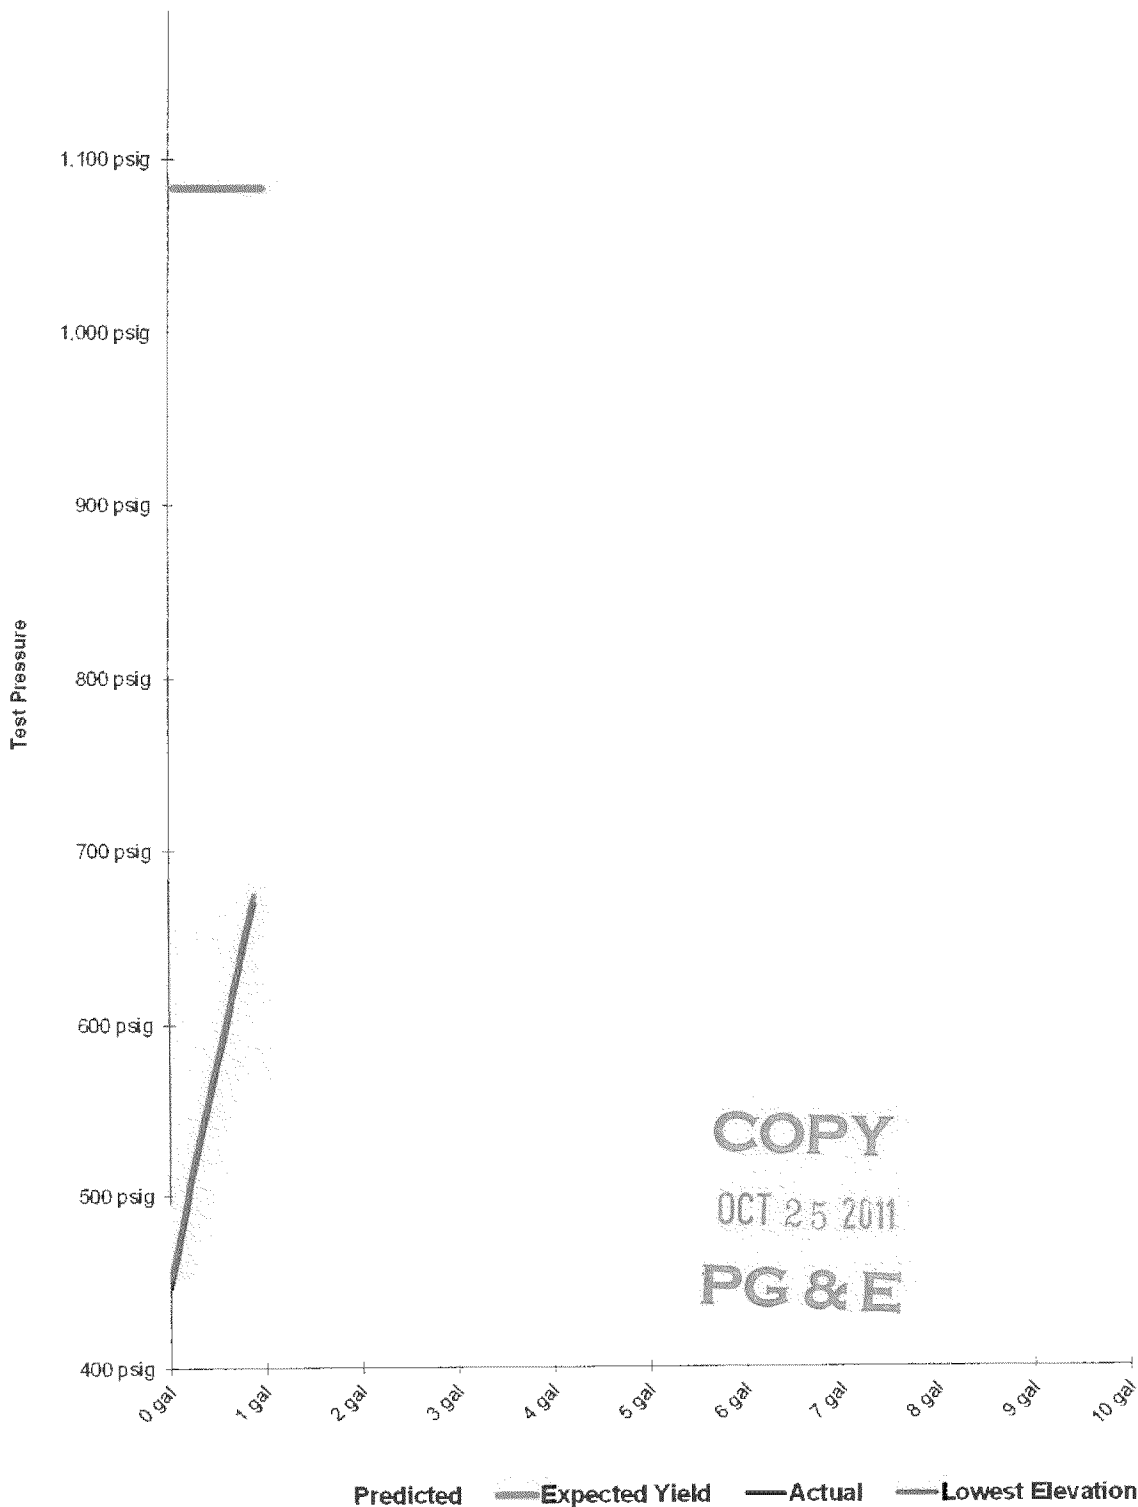 1,100 psig
1,000 psig
900 psig
800 psig
700 psig
600 psig
500 psig
400 psig
Test Pressure
0 gal
1 gal
2 gal
3 gal
4 gal
5 gal
6 gal
7 gal
8 gal
9 gal
10 gal
COPY
OCT 25 2011
PG & E
Predicted Expected Yield Actual Lowest Elevation